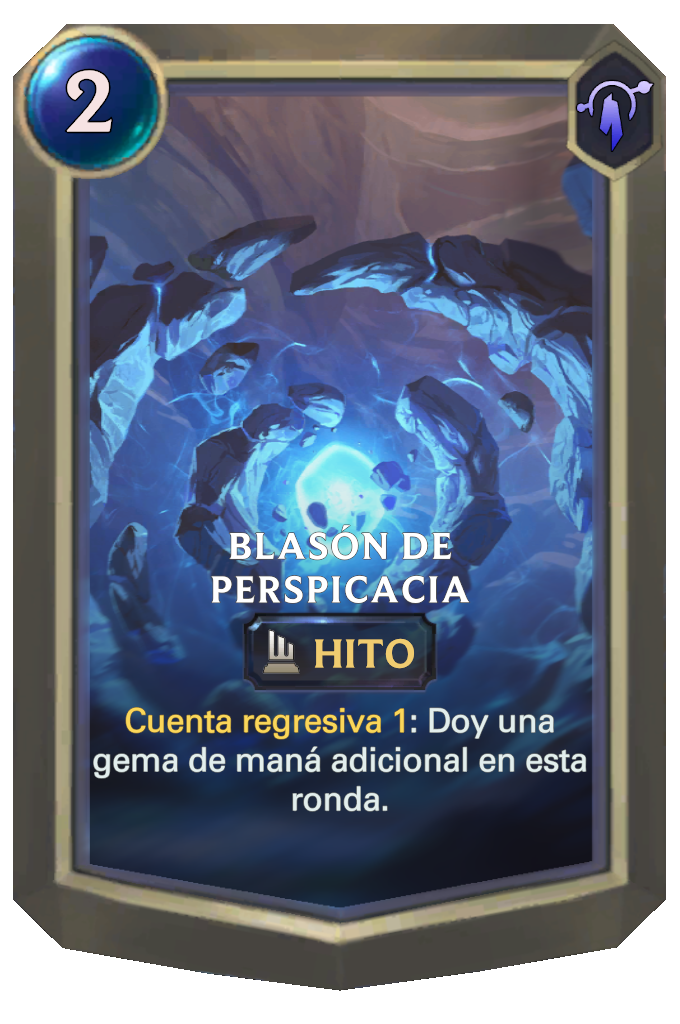 2
BLASÓN DE
PERSPICACIA
HITO
Cuenta regresiva 1: Doy una
gema de maná adicional en esta
ronda.